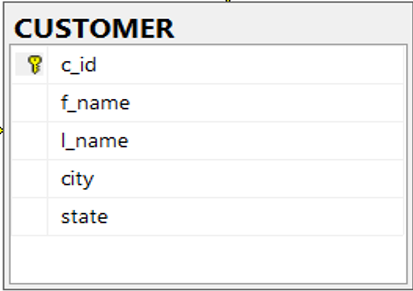 CUSTOMER
c_id
f_name
l_name
city
state